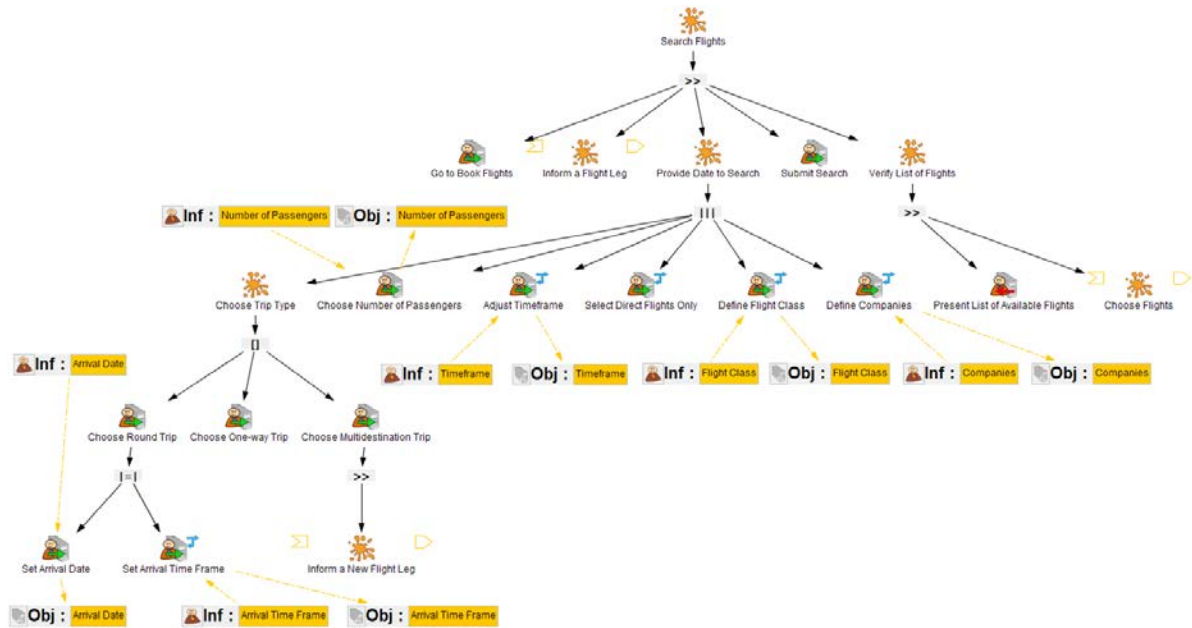 Search Flights
>>
Go to Book Flights
Inform a Flight Leg
Provide Date to Search
Submit Search
Verify List of Flights
Inf : Number of Passengers
Obj : Number of Passengers
|||
>>
Choose Trip Type
Choose Number of Passengers
Adjust Timeframe
Select Direct Flights Only
Define Flight Class
Define Companies
Present List of Available Flights
Choose Flights
Inf : Arrival Date
[]
Inf : Timeframe
Obj : Timeframe
Inf : Flight Class
Obj : Flight Class
Inf : Companies
Obj : Companies
Choose Round Trip
Choose One-way Trip
Choose Multidestination Trip
|=|
>>
Set Arrival Date
Set Arrival Time Frame
Inform a New Flight Leg
Obj : Arrival Date
Inf : Arrival Time Frame
Obj : Arrival Time Frame